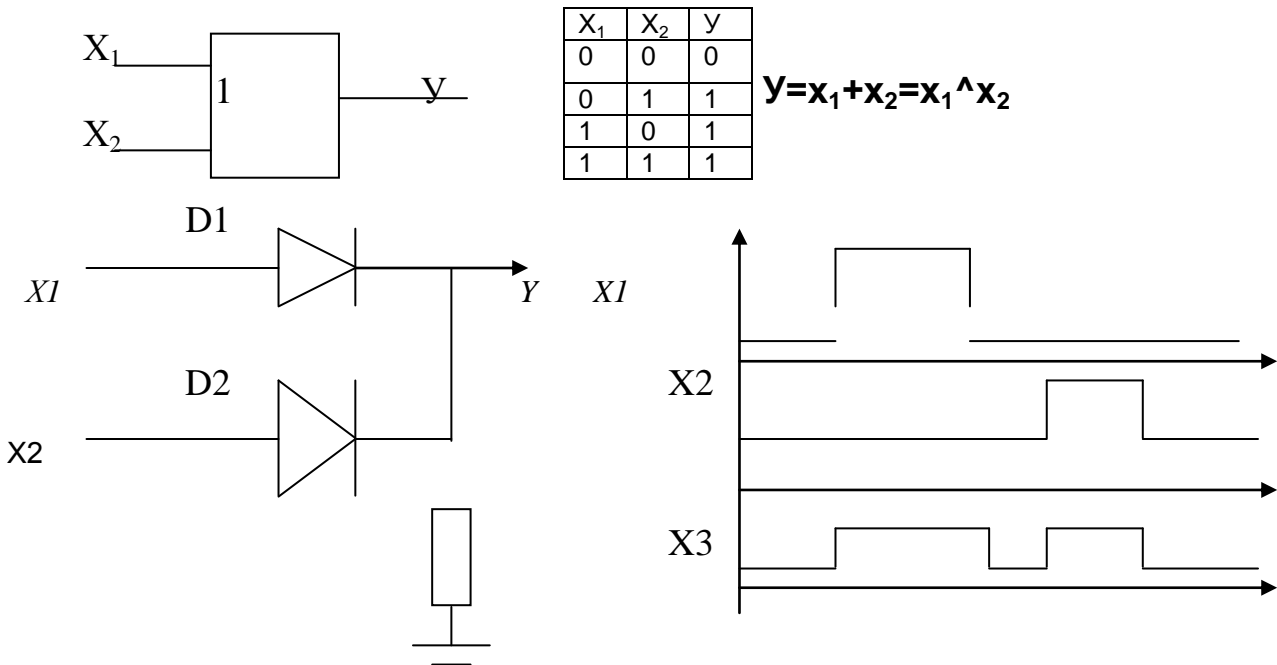 X₁
1
У
X₂
X₁ X₂ У
0 0 0
0 1 1
1 0 1
1 1 1
У=x₁+x₂=x₁^x₂
D1
X1
Y
D2
X2
X1
X2
X3